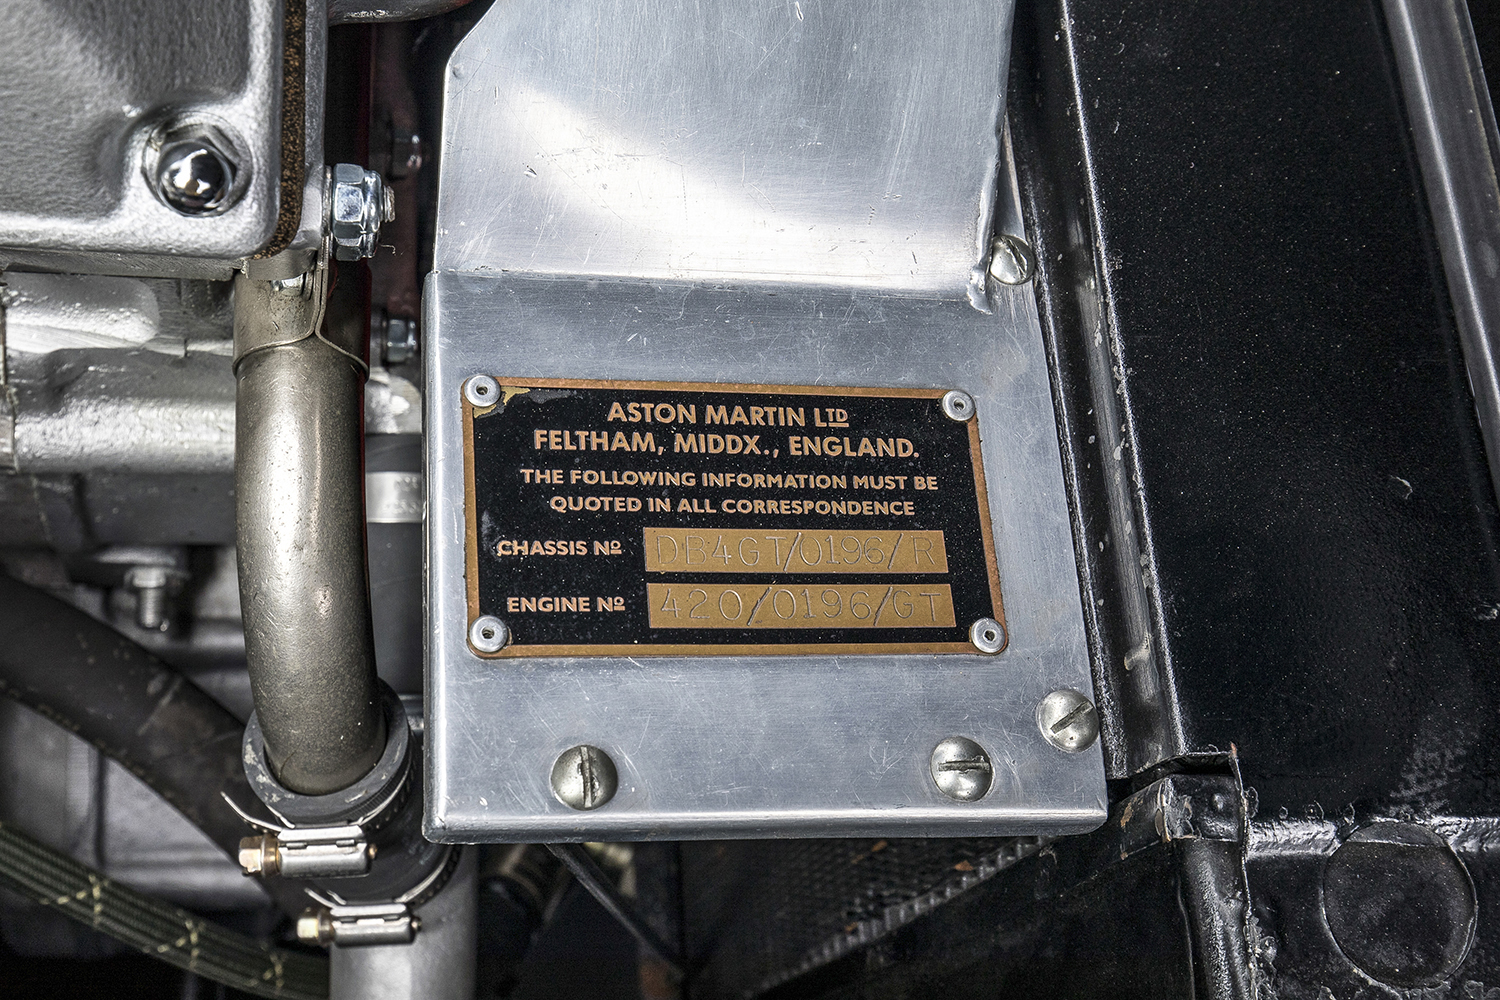 ASTON MARTIN LTD
FELTHAM, MIDDX., ENGLAND.
THE FOLLOWING INFORMATION MUST BE
QUOTED IN ALL CORRESPONDENCE
CHASSIS Nº DB4GT/0196/R
ENGINE Nº 420/0196/GT